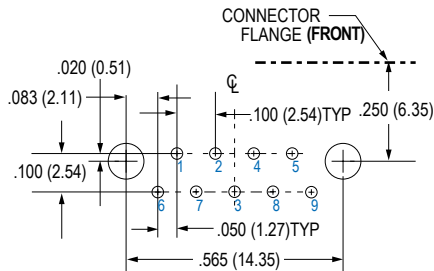 CONNECTOR
FLANGE (FRONT)
.020 (0.51)
℄
.083 (2.11)
.100 (2.54)TYP
.250 (6.35)
.100 (2.54)
1 2 4 5
6 7 3 8 9
.050 (1.27)TYP
.565 (14.35)